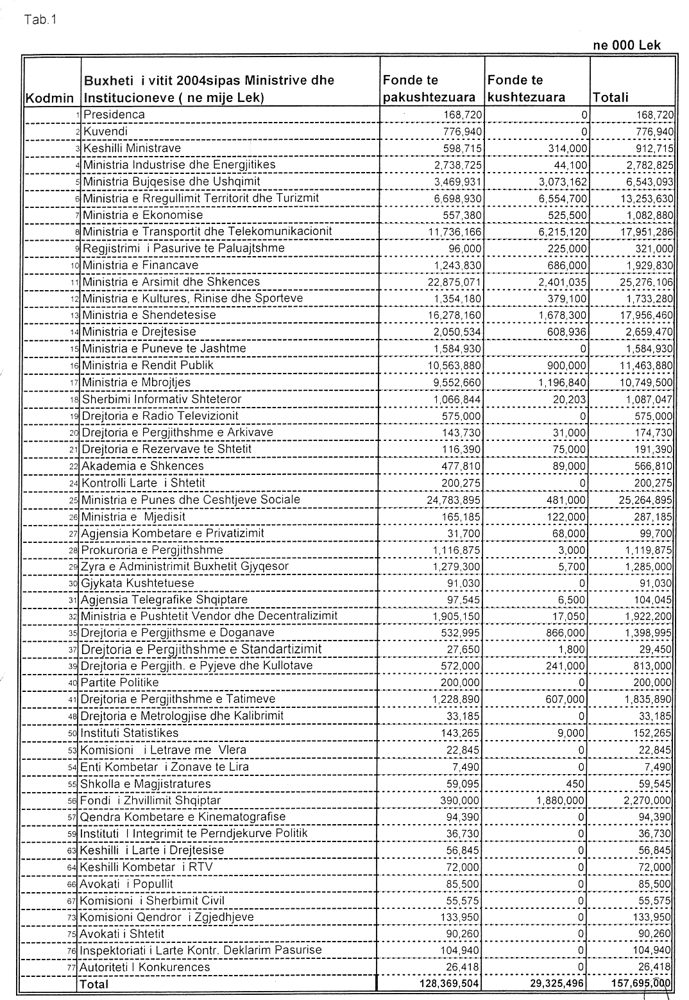 Tab.1
ne 000 Lek
Buxheti i vitit 2004sipas Ministrive dhe Fonde te Fonde te
Kodmin Institucioneve ( ne mije Lek) pakushtezuara kushtezuara Totali
1 Presidenca 168,720 0 168,720
2 Kuvendi 776,940 0 776,940
3 Keshilli Ministrave 598,715 314,000 912,715
4 Ministria Industrise dhe Energjitikes 2,738,725 44,100 2,782,825
5 Ministria Bujqesise dhe Ushqimit 3,469,931 3,073,162 6,543,093
6 Ministria e Rregullimit Territorit dhe Turizmit 6,698,930 6,554,700 13,253,630
7 Ministria e Ekonomise 557,380 525,500 1,082,880
8 Ministria e Transportit dhe Telekomunikacionit 11,736,166 6,215,120 17,951,286
9 Regjistrimi i Pasurive te Paluajtshme 96,000 225,000 321,000
10 Ministria e Financave 1,243,830 686,000 1,929,830
11 Ministria e Arsimit dhe Shkences 22,875,071 2,401,035 25,276,106
12 Ministria e Kultures, Rinise dhe Sporteve 1,354,180 379,100 1,733,280
13 Ministria e Shendetesise 16,278,160 1,678,300 17,956,460
14 Ministria e Drejtesise 2,050,534 608,936 2,659,470
15 Ministria e Puneve te Jashtme 1,584,930 0 1,584,930
16 Ministria e Rendit Publik 10,563,880 900,000 11,463,880
17 Ministria e Mbrojtjes 9,552,660 1,196,840 10,749,500
18 Sherbimi Informativ Shteteror 1,066,844 20,203 1,087,047
19 Drejtoria e Radio Televizionit 575,000 0 575,000
20 Drejtoria e Pergjithshme e Arkivave 143,730 31,000 174,730
21 Drejtoria e Rezervave te Shtetit 116,390 75,000 191,390
22 Akademia e Shkences 477,810 89,000 566,810
24 Kontrolli Larte i Shtetit 200,275 0 200,275
25 Ministria e Punes dhe Ceshtjeve Sociale 24,783,895 481,000 25,264,895
26 Ministria e Mjedisit 165,185 122,000 287,185
27 Agjensia Kombetare e Privatizimit 31,700 68,000 99,700
28 Prokuroria e Pergjithshme 1,116,875 3,000 1,119,875
29 Zyra e Administrimit Buxhetit Gjyqesor 1,279,300 5,700 1,285,000
30 Gjykata Kushtetuese 91,030 0 91,030
31 Agjensia Telegrafike Shqiptare 97,545 6,500 104,045
32 Ministria e Pushtetit Vendor dhe Decentralizimit 1,905,150 17,050 1,922,200
35 Drejtoria e Pergjithsme e Doganave 532,995 866,000 1,398,995
37 Drejtoria e Pergjithshme e Standartizimit 27,650 1,800 29,450
39 Drejtoria e Pergjith. e Pyjeve dhe Kullotave 572,000 241,000 813,000
40 Partite Politike 200,000 0 200,000
41 Drejtoria e Pergjithshme e Tatimeve 1,228,890 607,000 1,835,890
48 Drejtoria e Metrologjise dhe Kalibrimit 33,185 0 33,185
50 Instituti Statistikes 143,265 9,000 152,265
53 Komisioni i Letrave me Vlera 22,845 0 22,845
54 Enti Kombetar i Zonave te Lira 7,490 0 7,490
55 Shkolla e Magjistratures 59,095 450 59,545
56 Fondi i Zhvillimit Shqiptar 390,000 1,880,000 2,270,000
57 Qendra Kombetare e Kinematografise 94,390 0 94,390
59 Instituti I Integrimit te Perndjekurve Politik 36,730 0 36,730
63 Keshilli i Larte i Drejtesise 56,845 0 56,845
64 Keshilli Kombetar i RTV 72,000 0 72,000
66 Avokati i Popullit 85,500 0 85,500
67 Komisioni i Sherbimit Civil 55,575 0 55,575
73 Komisioni Qendror i Zgjedhjeve 133,950 0 133,950
75 Avokati i Shtetit 90,260 0 90,260
76 Inspektoriati i Larte Kontr. Deklarim Pasurise 104,940 0 104,940
77 Autoriteti I Konkurences 26,418 0 26,418
Total 128,369,504 29,325,496 157,695,000